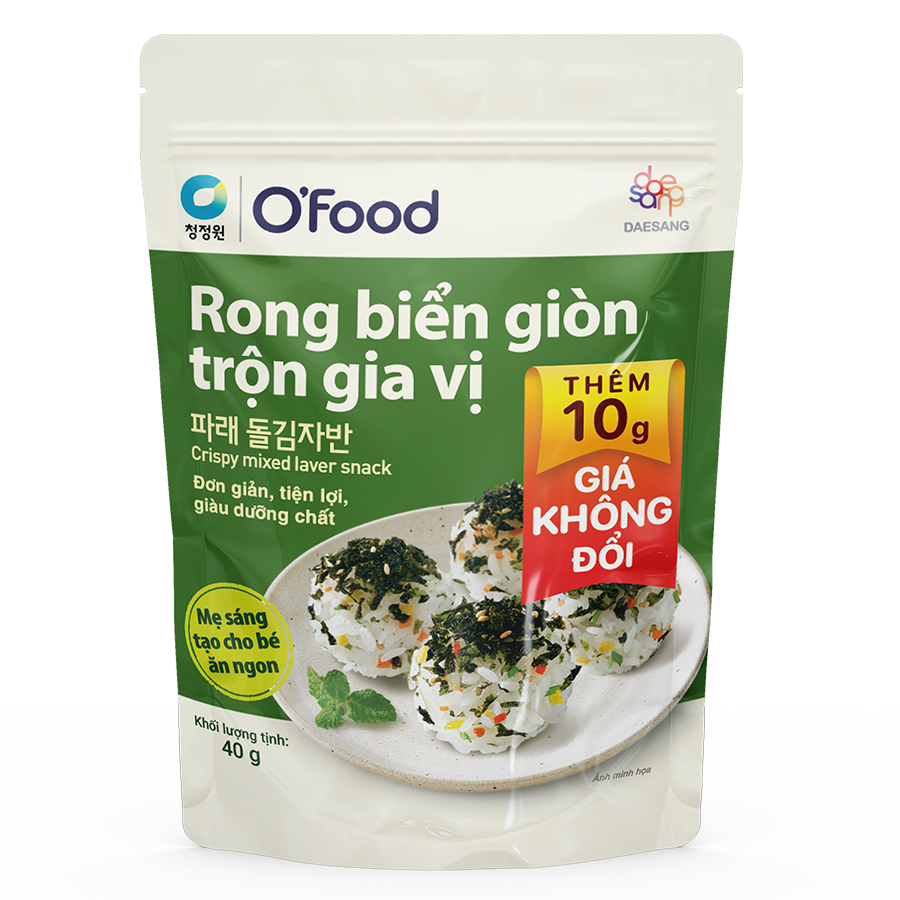 청정원
O'Food
dae
sang
DAESANG
Rong biển giòn
trộn gia vị
파래 돌김자반
Crispy mixed laver snack
Đơn giản, tiện lợi,
giàu dưỡng chất
THÊM
10g
GIÁ
KHÔNG
ĐỔI
Mẹ sáng
tạo cho bé
ăn ngon
Khối lượng tịnh:
40 g
Ảnh minh họa